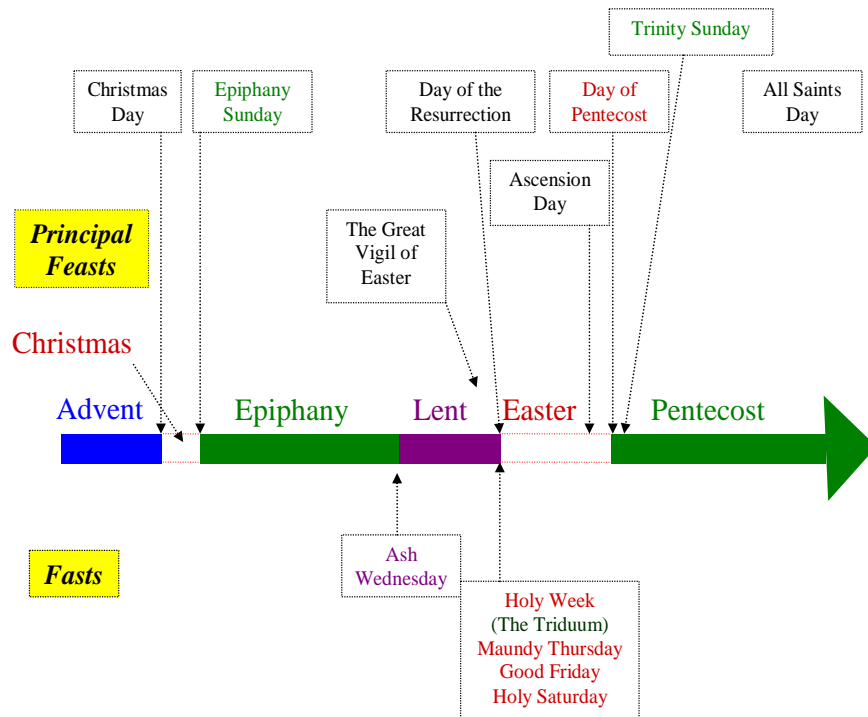 Trinity Sunday
Christmas
Day
Epiphany
Sunday
Day of the
Resurrection
Day of
Pentecost
All Saints
Day
Ascension
Day
Principal
Feasts
The Great
Vigil of
Easter
Christmas
Advent
Epiphany
Lent
Easter
Pentecost
Fasts
Ash
Wednesday
Holy Week
(The Triduum)
Maundy Thursday
Good Friday
Holy Saturday